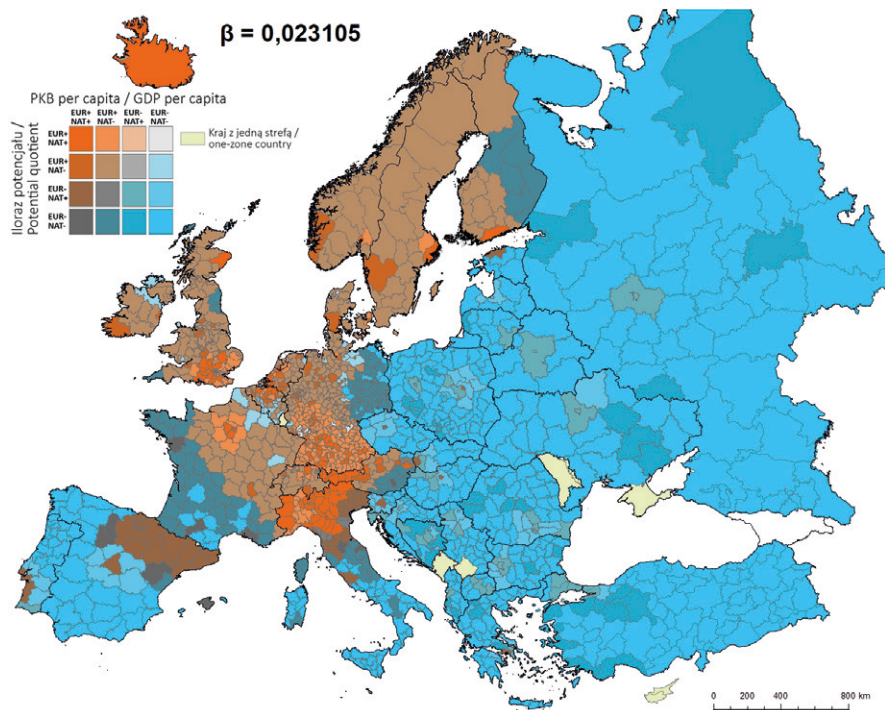 β = 0,023105
PKB per capita / GDP per capita
EUR+ EUR+ EUR- EUR-
NAT+ NAT- NAT+ NAT-
Iloraz potencjału /
Potential quotient
EUR+
NAT+
EUR+
NAT-
EUR-
NAT+
EUR-
NAT-
Kraj z jedną strefą /
one-zone country
0 200 400 800 km